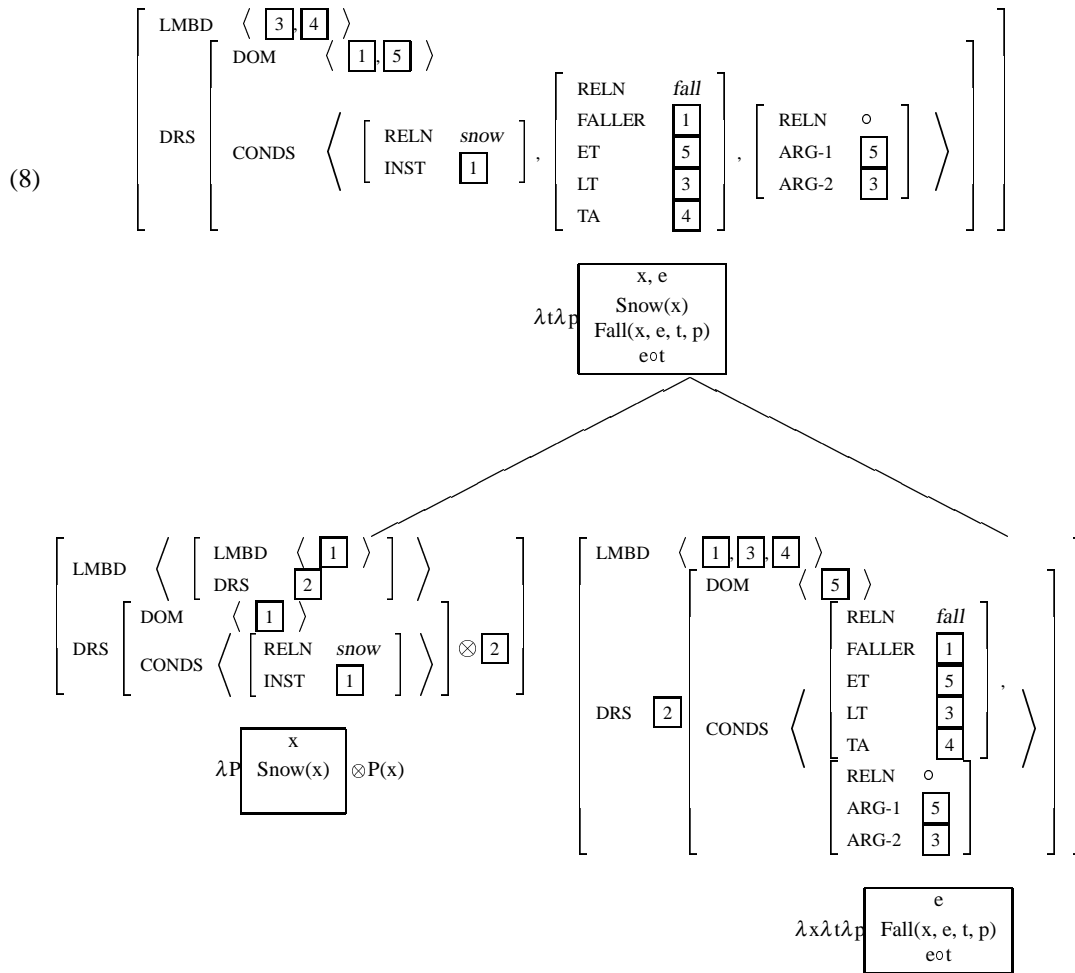 LMBD ⟨ 3, 4 ⟩
DOM ⟨ 1, 5 ⟩
RELN fall
RELN snow FALLER 1 RELN ∘
DRS CONDS ⟨ , ET 5 , ARG-1 5 ⟩
INST 1 LT 3 ARG-2 3
(8)
TA 4
x, e
Snow(x)
λtλp Fall(x, e, t, p)
e∘t
LMBD ⟨ 1 ⟩
LMBD ⟨ ⟩
DRS 2
DOM ⟨ 1 ⟩
RELN snow
DRS CONDS ⟨ ⟩ ⊗ 2
INST 1
x
λP Snow(x) ⊗P(x)
LMBD ⟨ 1, 3, 4 ⟩
DOM ⟨ 5 ⟩
RELN fall
FALLER 1
ET 5 ,
LT 3
DRS 2 CONDS ⟨ ⟩
TA 4
RELN ∘
ARG-1 5
ARG-2 3
e
λxλtλp Fall(x, e, t, p)
e∘t